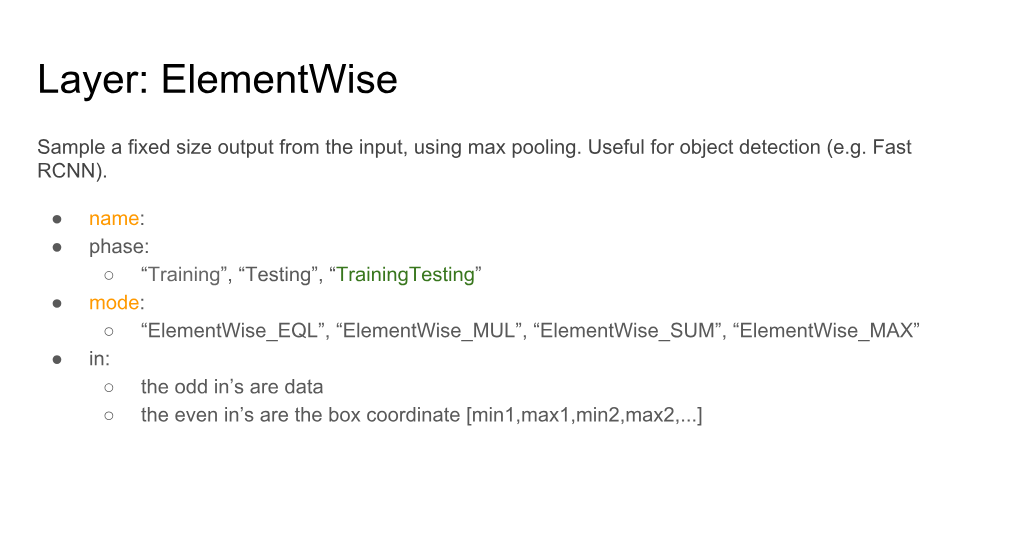 Layer: ElementWise
Sample a fixed size output from the input, using max pooling. Useful for object detection (e.g. Fast
RCNN).
● name:
● phase:
○ “Training”, “Testing”, “TrainingTesting”
● mode:
○ “ElementWise_EQL”, “ElementWise_MUL”, “ElementWise_SUM”, “ElementWise_MAX”
● in:
○ the odd in’s are data
○ the even in’s are the box coordinate [min1,max1,min2,max2,...]